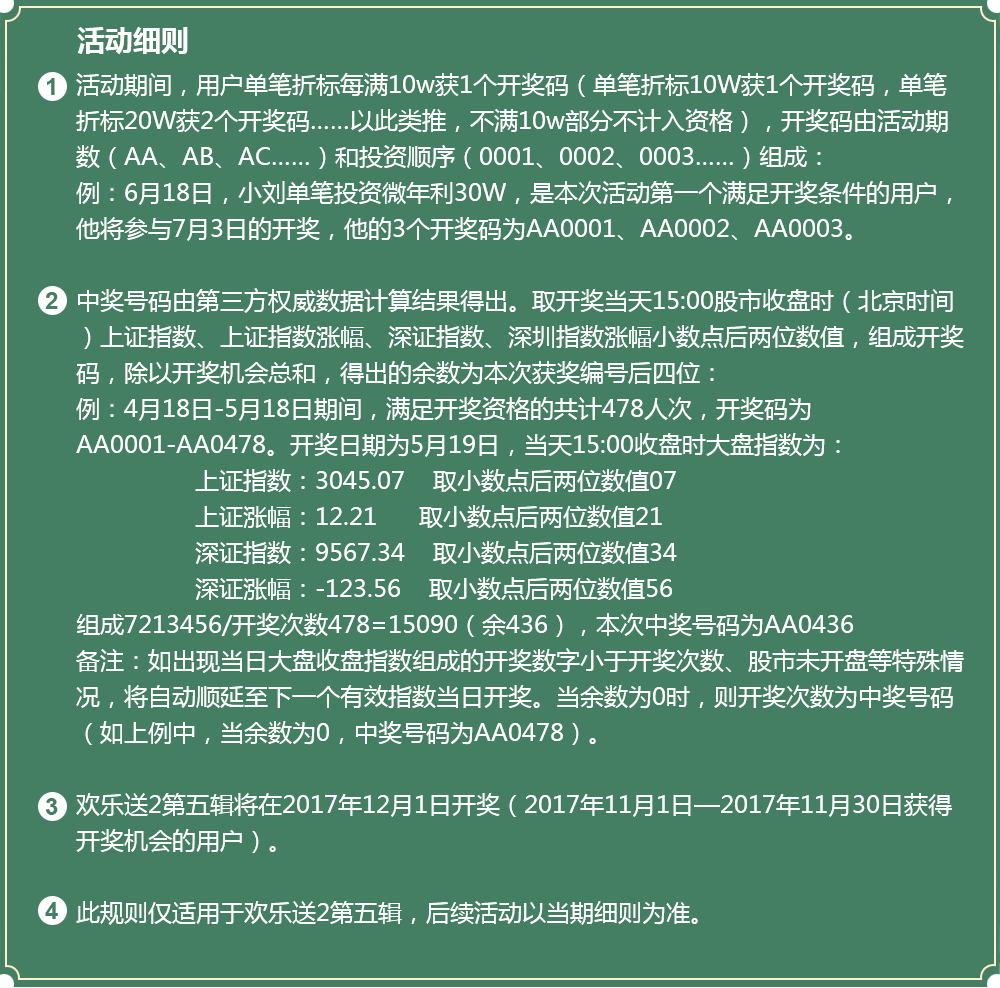 活动细则
1 活动期间，用户单笔折标每满10w获1个开奖码（单笔折标10W获1个开奖码，单笔
折标20W获2个开奖码......以此类推，不满10w部分不计入资格），开奖码由活动期
数（AA、AB、AC......）和投资顺序（0001、0002、0003......）组成：
例：6月18日，小刘单笔投资微年利30W，是本次活动第一个满足开奖条件的用户，
他将参与7月3日的开奖，他的3个开奖码为AA0001、AA0002、AA0003。
2 中奖号码由第三方权威数据计算结果得出。取开奖当天15:00股市收盘时（北京时间
）上证指数、上证指数涨幅、深证指数、深圳指数涨幅小数点后两位数值，组成开奖
码，除以开奖机会总和，得出的余数为本次获奖编号后四位：
例：4月18日-5月18日期间，满足开奖资格的共计478人次，开奖码为
AA0001-AA0478。开奖日期为5月19日，当天15:00收盘时大盘指数为：
上证指数：3045.07 取小数点后两位数值07
上证涨幅：12.21 取小数点后两位数值21
深证指数：9567.34 取小数点后两位数值34
深证涨幅：-123.56 取小数点后两位数值56
组成7213456/开奖次数478=15090（余436），本次中奖号码为AA0436
备注：如出现当日大盘收盘指数组成的开奖数字小于开奖次数、股市未开盘等特殊情
况，将自动顺延至下一个有效指数当日开奖。当余数为0时，则开奖次数为中奖号码
（如上例中，当余数为0，中奖号码为AA0478）。
3 欢乐送2第五辑将在2017年12月1日开奖（2017年11月1日—2017年11月30日获得
开奖机会的用户）。
4 此规则仅适用于欢乐送2第五辑，后续活动以当期细则为准。